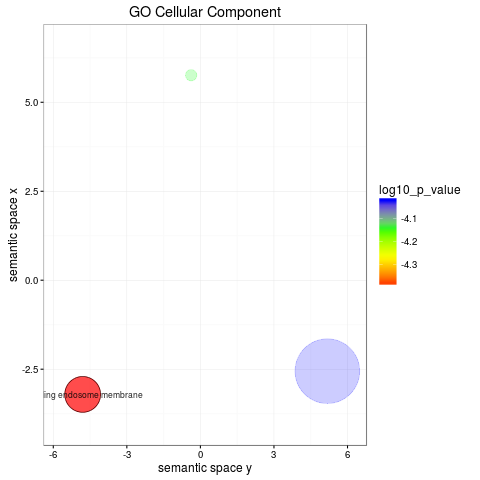 GO Cellular Component
semantic space x
5.0
2.5
0.0
-2.5
ing endosome membrane
-6
-3
0
3
6
semantic space y
log10_p_value
-4.1
-4.2
-4.3